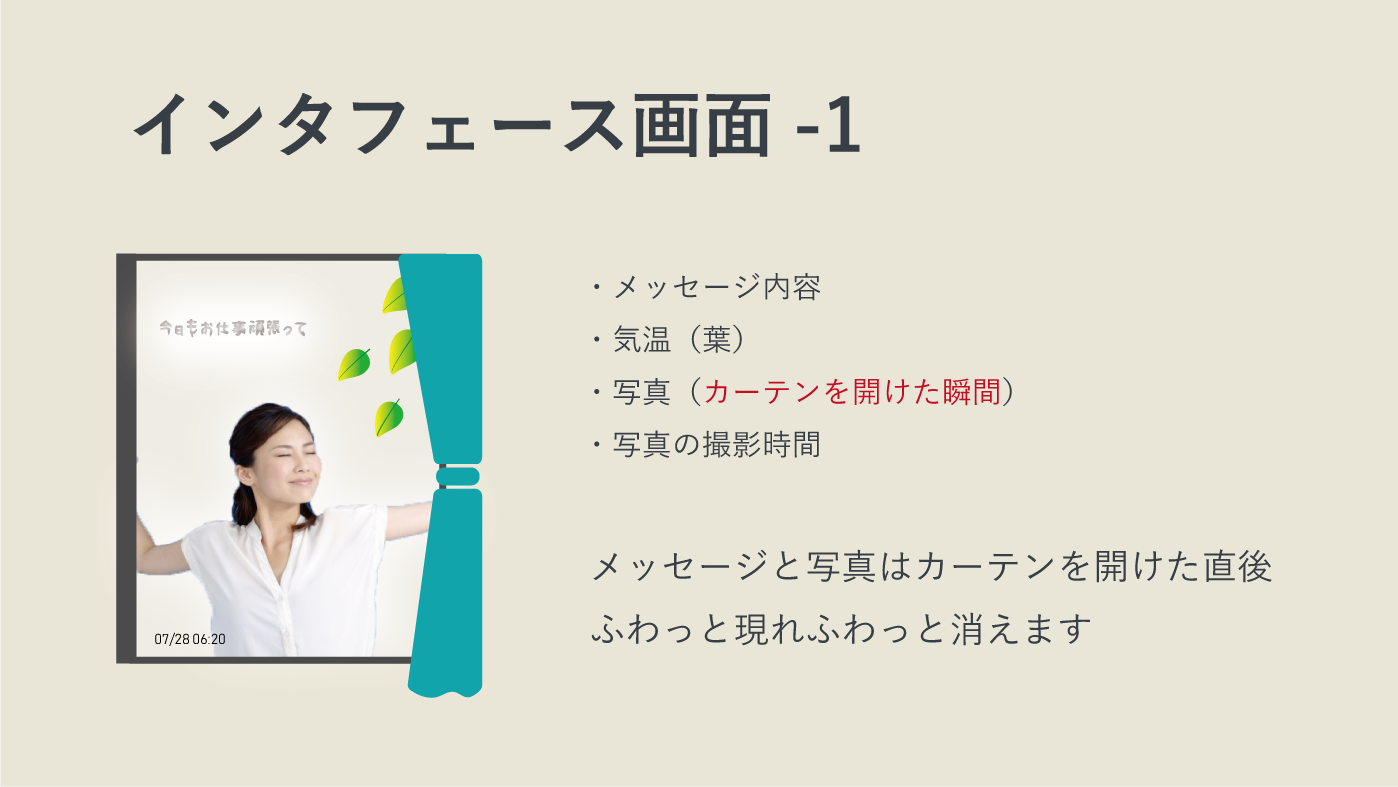 インタフェース画面 -1
今日もお仕事頑張って
07/28 06:20
・メッセージ内容
・気温（葉）
・写真（カーテンを開けた瞬間）
・写真の撮影時間
メッセージと写真はカーテンを開けた直後
ふわっと現れふわっと消えます